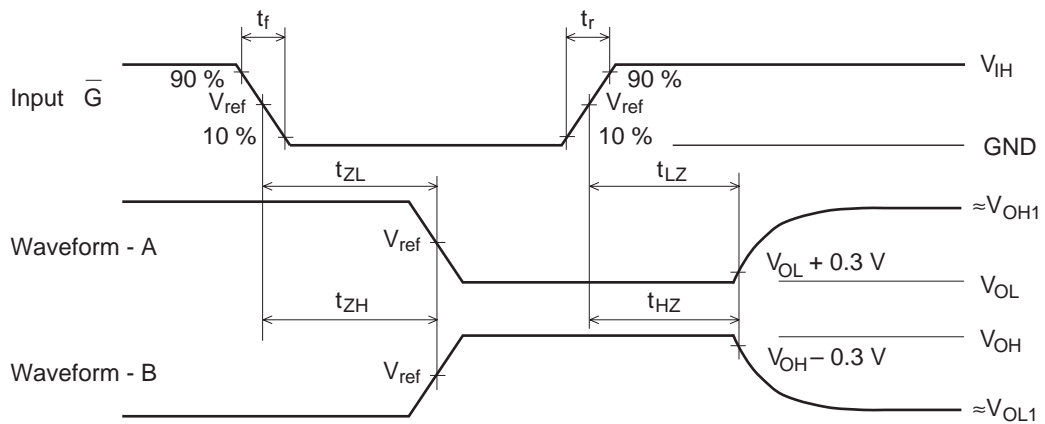 tf
tr
90 %
90 %
VIH
Input G̅
Vref
Vref
10 %
10 %
GND
tZL
tLZ
≈VOH1
Waveform - A
Vref
VOL + 0.3 V
VOL
tZH
tHZ
VOH
VOH – 0.3 V
Waveform - B
Vref
≈VOL1